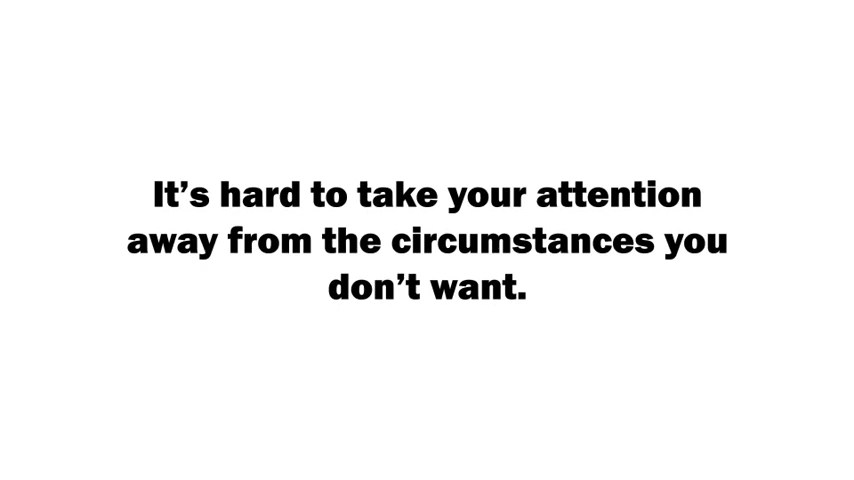 It’s hard to take your attention
away from the circumstances you
don’t want.